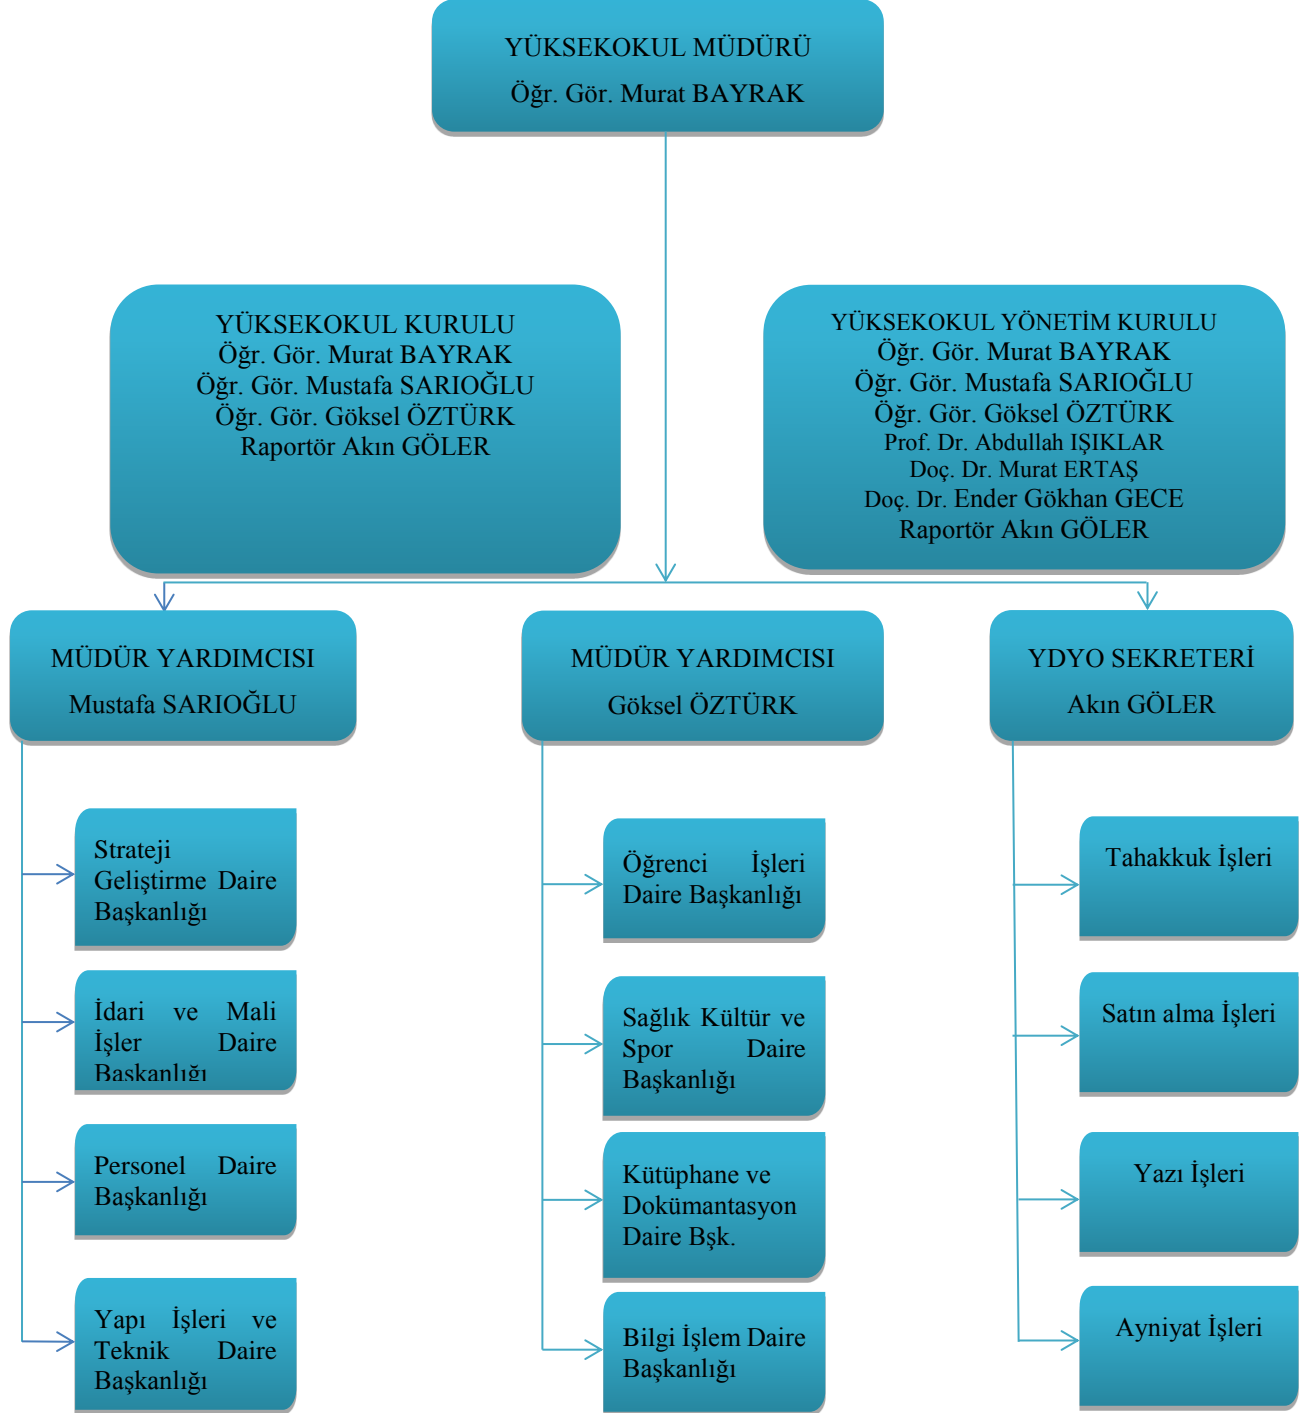 YÜKSEKOKUL MÜDÜRÜ
Öğr. Gör. Murat BAYRAK
YÜKSEKOKUL KURULU
Öğr. Gör. Murat BAYRAK
Öğr. Gör. Mustafa SARIOĞLU
Öğr. Gör. Göksel ÖZTÜRK
Raportör Akın GÖLER
YÜKSEKOKUL YÖNETİM KURULU
Öğr. Gör. Murat BAYRAK
Öğr. Gör. Mustafa SARIOĞLU
Öğr. Gör. Göksel ÖZTÜRK
Prof. Dr. Abdullah IŞIKLAR
Doç. Dr. Murat ERTAŞ
Doç. Dr. Ender Gökhan GECE
Raportör Akın GÖLER
MÜDÜR YARDIMCISI
Mustafa SARIOĞLU
Strateji
Geliştirme Daire
Başkanlığı
İdari ve Mali
İşler Daire
Başkanlığı
Personel Daire
Başkanlığı
Yapı İşleri ve
Teknik Daire
Başkanlığı
MÜDÜR YARDIMCISI
Göksel ÖZTÜRK
Öğrenci İşleri
Daire Başkanlığı
Sağlık Kültür ve
Spor Daire
Başkanlığı
Kütüphane ve
Dokümantasyon
Daire Bşk.
Bilgi İşlem Daire
Başkanlığı
YDYO SEKRETERİ
Akın GÖLER
Tahakkuk İşleri
Satın alma İşleri
Yazı İşleri
Ayniyat İşleri